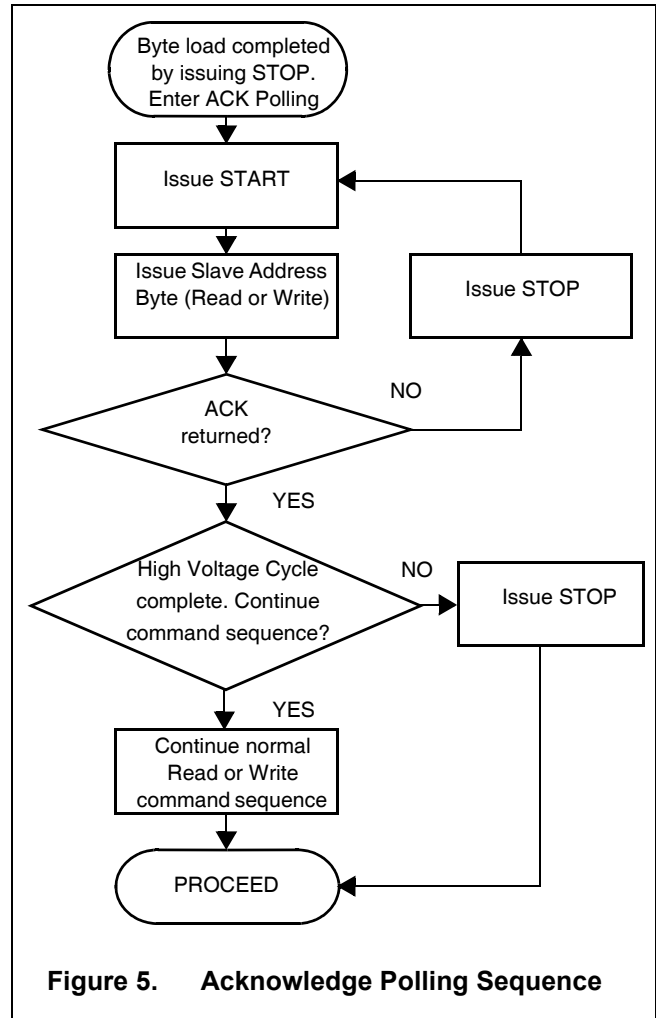 Byte load completed
by issuing STOP.
Enter ACK Polling
Issue START
Issue Slave Address
Byte (Read or Write)
Issue STOP
ACK
returned?
NO
YES
High Voltage Cycle
complete. Continue
command sequence?
NO
Issue STOP
YES
Continue normal
Read or Write
command sequence
PROCEED
Figure 5. Acknowledge Polling Sequence